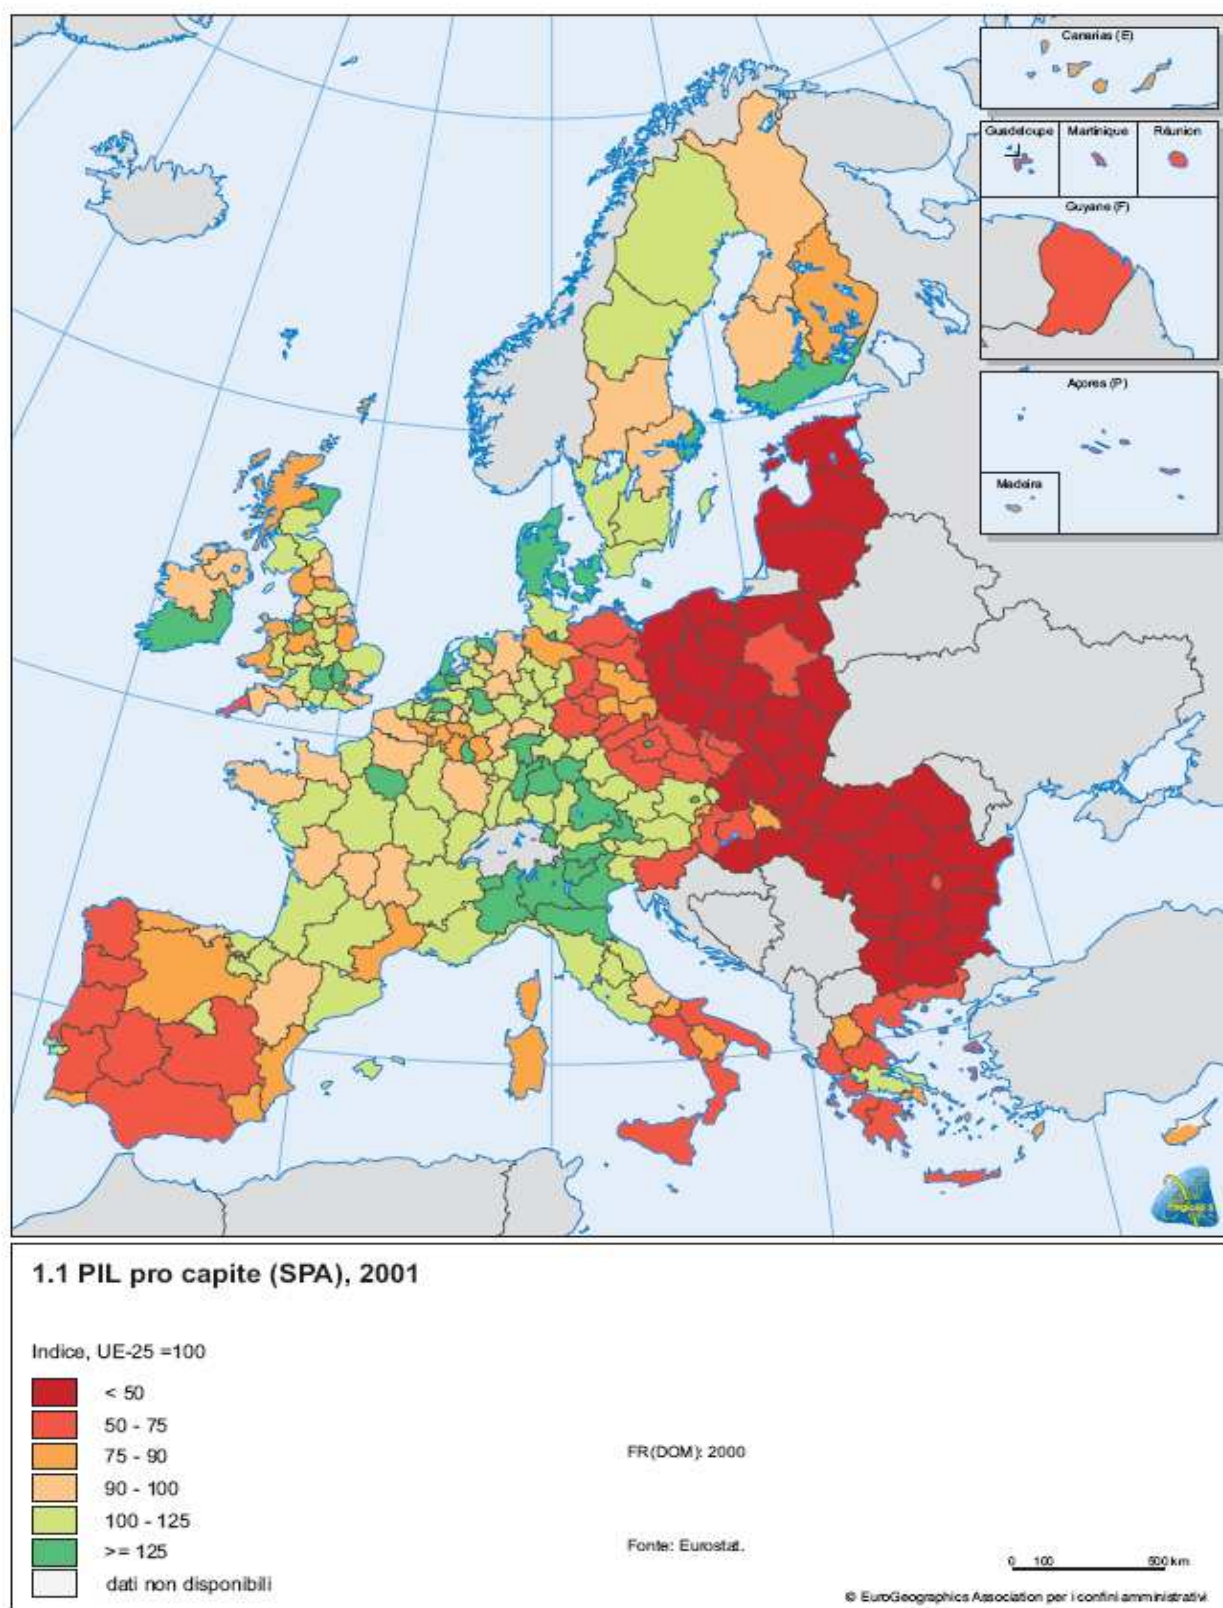 Canarias (E)
Guadeloupe
Martinique
Réunion
Guyane (F)
Açores (P)
Madeira
1.1 PIL pro capite (SPA), 2001
Indice, UE-25 =100
< 50
50 - 75
75 - 90
90 - 100
100 - 125
>= 125
dati non disponibili
FR(DOM): 2000
Fonte: Eurostat.
0 100 500 km
© EuroGeographics Association per i confini amministrativi